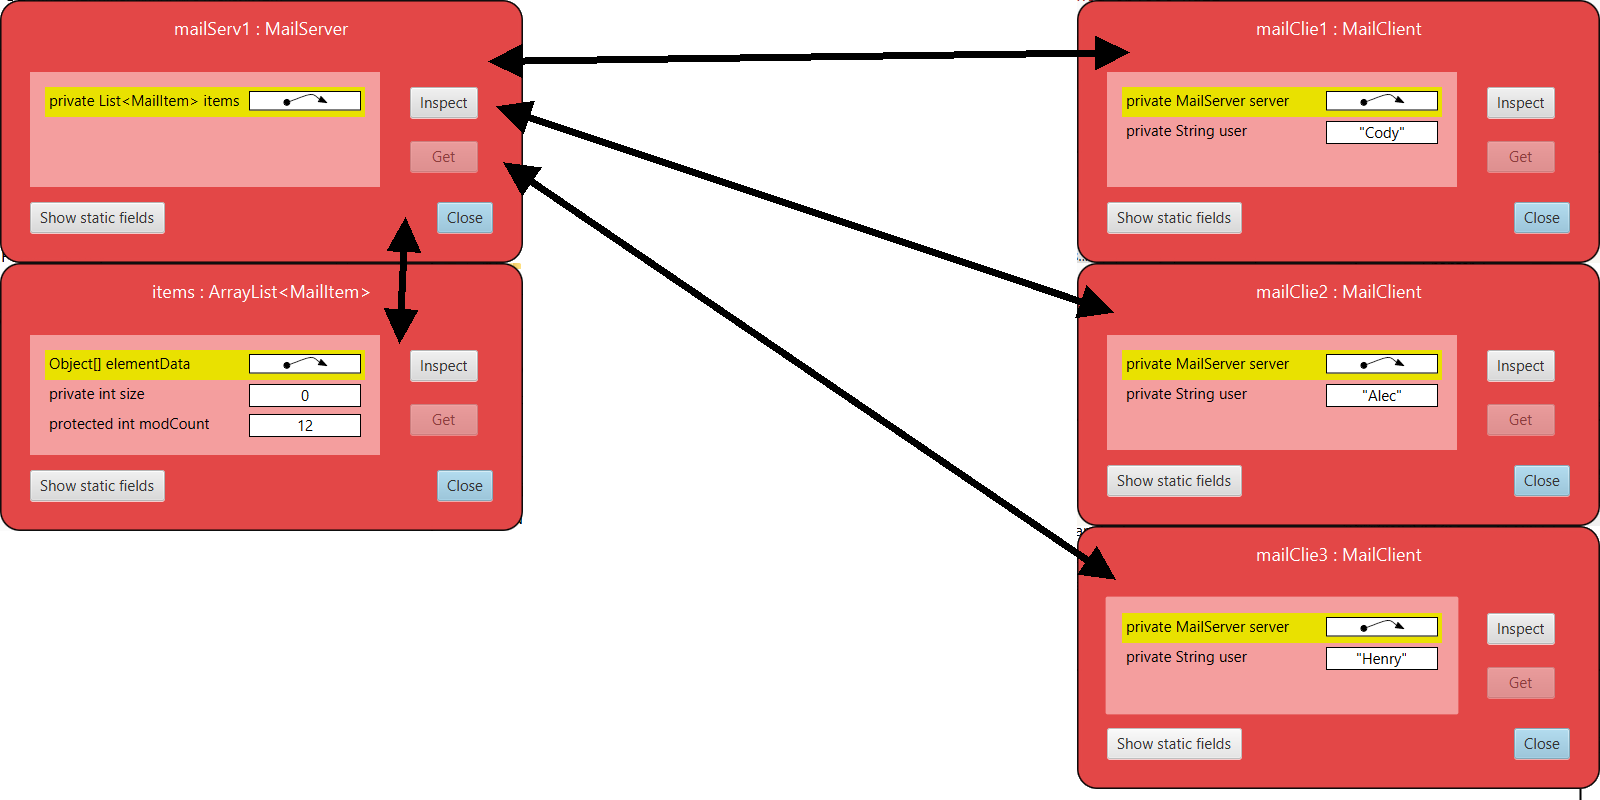 mailServ1 : MailServer
private List<MailItem> items
Inspect
Get
Show static fields
Close
items : ArrayList<MailItem>
Object[] elementData
Inspect
private int size 0
Get
protected int modCount 12
Show static fields
Close
mailClie1 : MailClient
private MailServer server
Inspect
private String user "Cody"
Get
Show static fields
Close
mailClie2 : MailClient
private MailServer server
Inspect
private String user "Alec"
Get
Show static fields
Close
mailClie3 : MailClient
private MailServer server
Inspect
private String user "Henry"
Get
Show static fields
Close